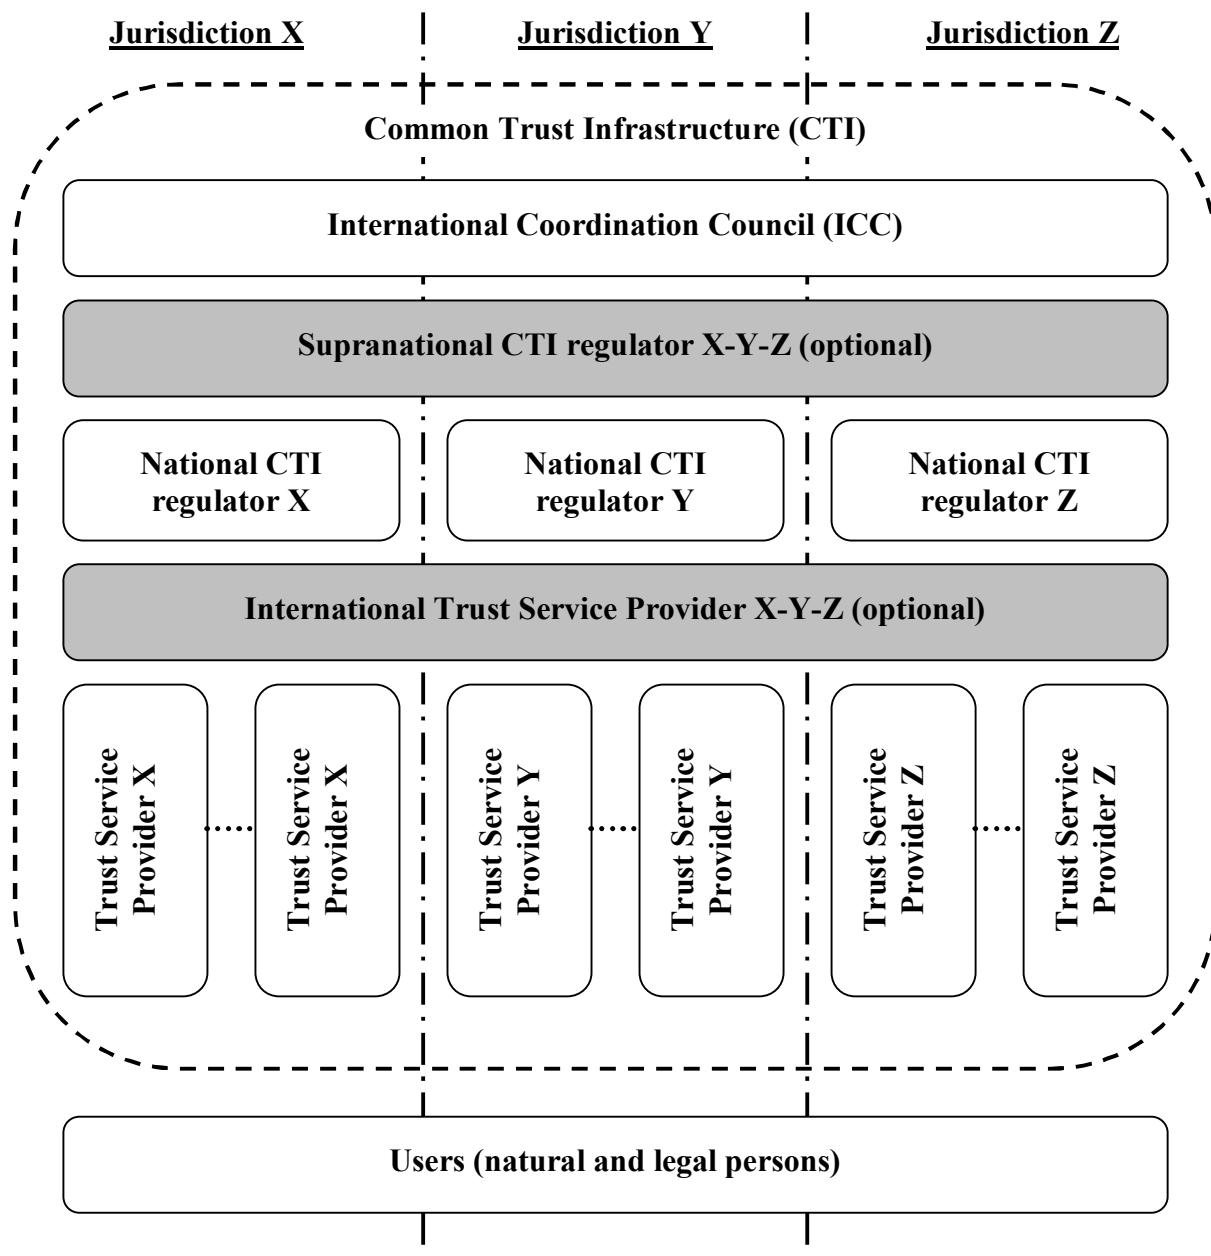 Jurisdiction X
Jurisdiction Y
Jurisdiction Z
Common Trust Infrastructure (CTI)
International Coordination Council (ICC)
Supranational CTI regulator X-Y-Z (optional)
National CTI
regulator X
National CTI
regulator Y
National CTI
regulator Z
International Trust Service Provider X-Y-Z (optional)
Trust Service
Provider X
Trust Service
Provider X
Trust Service
Provider Y
Trust Service
Provider Y
Trust Service
Provider Z
Trust Service
Provider Z
Users (natural and legal persons)